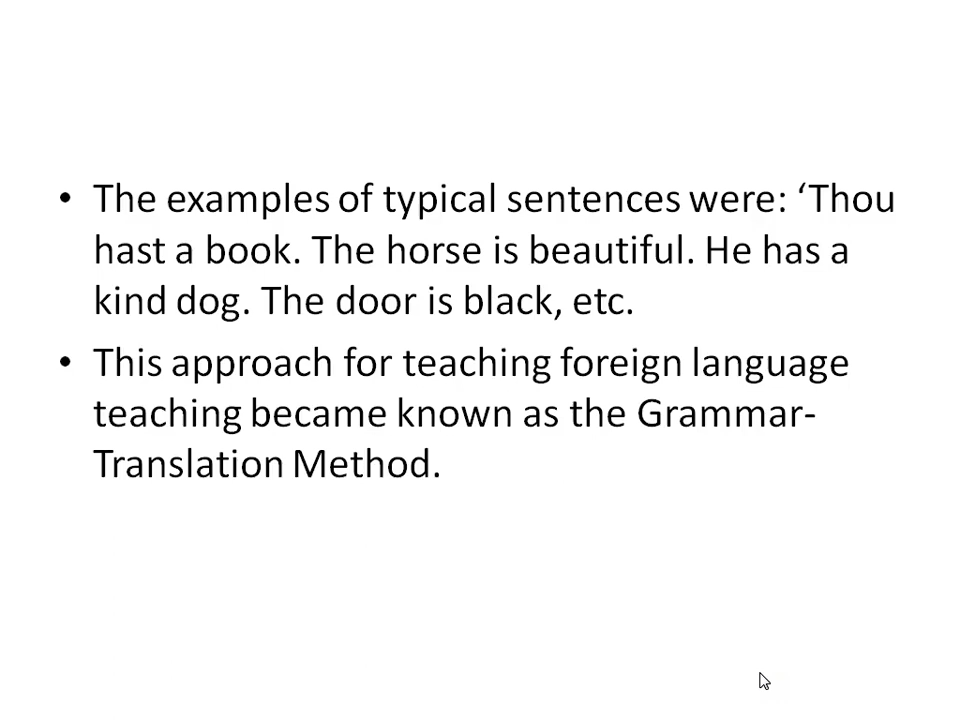 • The examples of typical sentences were: ‘Thou
hast a book. The horse is beautiful. He has a
kind dog. The door is black, etc.
• This approach for teaching foreign language
teaching became known as the Grammar-
Translation Method.